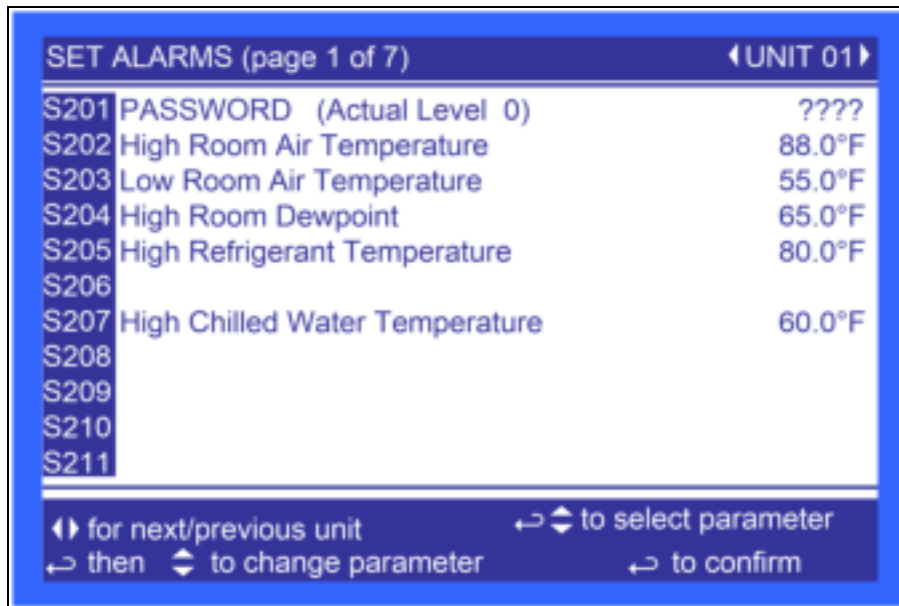 SET ALARMS (page 1 of 7) UNIT 01
S201 PASSWORD (Actual Level 0) ????
S202 High Room Air Temperature 88.0°F
S203 Low Room Air Temperature 55.0°F
S204 High Room Dewpoint 65.0°F
S205 High Refrigerant Temperature 80.0°F
S206
S207 High Chilled Water Temperature 60.0°F
S208
S209
S210
S211
for next/previous unit to select parameter
then to change parameter to confirm